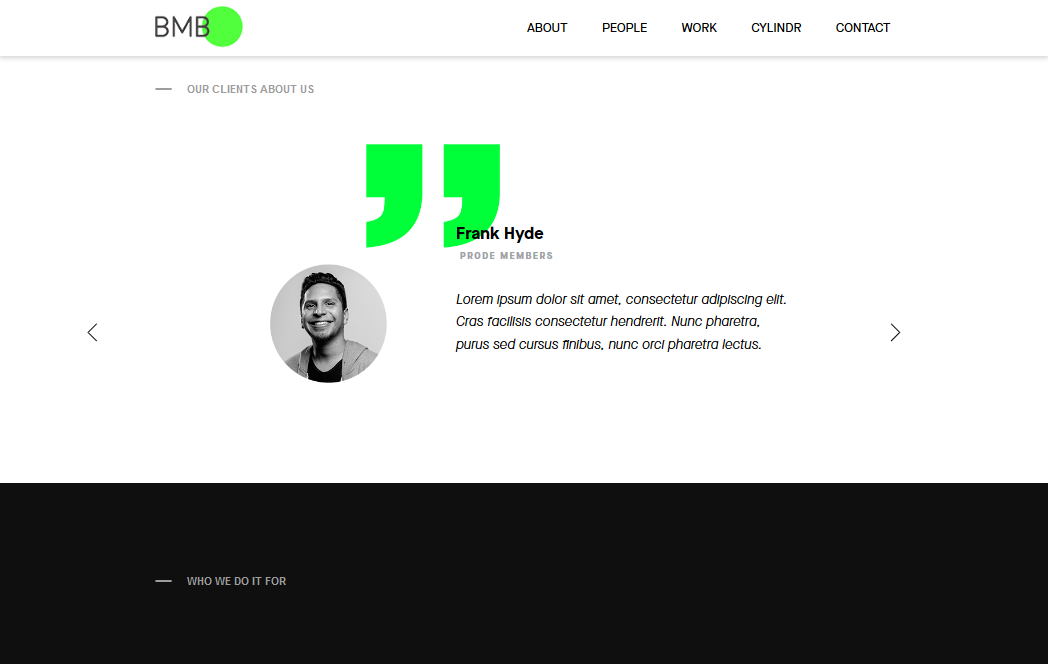 BMB
ABOUT PEOPLE WORK CYLINDR CONTACT
OUR CLIENTS ABOUT US
Frank Hyde
PRODE MEMBERS
Lorem ipsum dolor sit amet, consectetur adipiscing elit.
Cras facilisis consectetur hendrerit. Nunc pharetra,
purus sed cursus finibus, nunc orci pharetra lectus.
WHO WE DO IT FOR